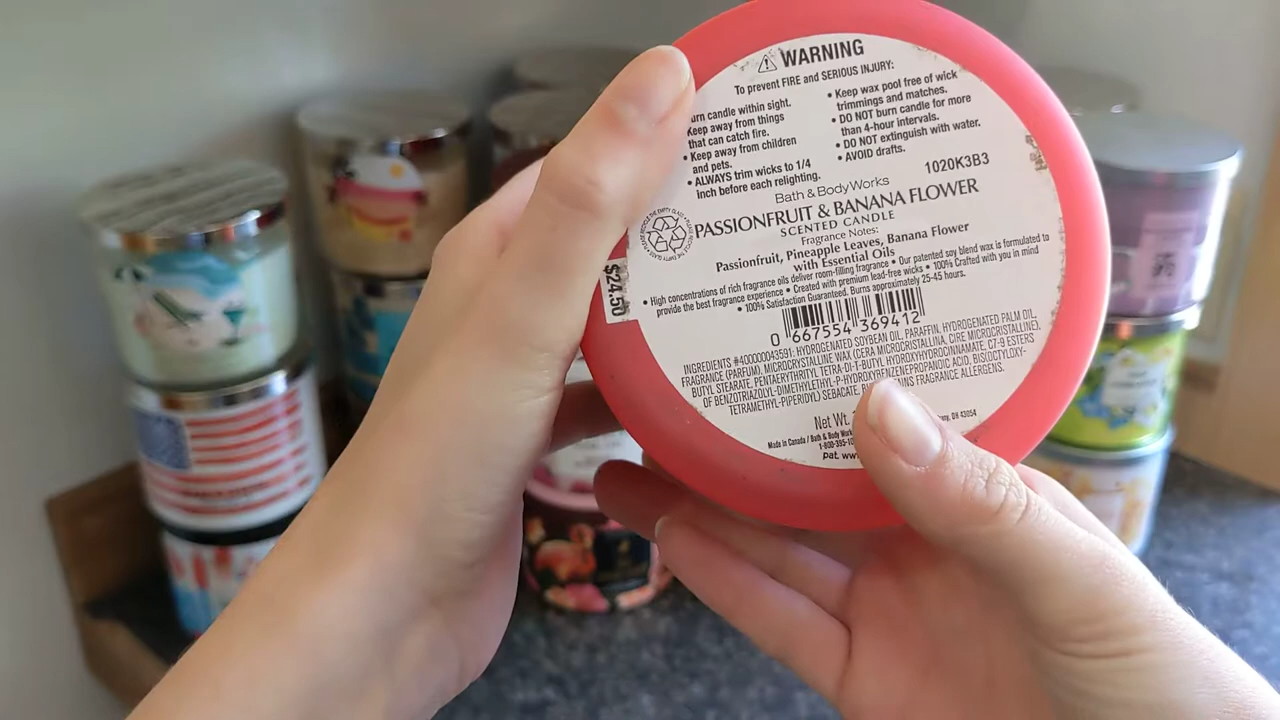 WARNING
To prevent FIRE and SERIOUS INJURY:
urn candle within sight.
Keep away from things
that can catch fire.
• Keep away from children
and pets.
• ALWAYS trim wicks to 1/4
inch before each relighting.
• Keep wax pool free of wick
trimmings and matches.
• DO NOT burn candle for more
than 4-hour intervals.
• DO NOT extinguish with water.
• AVOID drafts.
1020K3B3
Bath & Body Works
PASSIONFRUIT & BANANA FLOWER
SCENTED CANDLE
Fragrance Notes:
Passionfruit, Pineapple Leaves, Banana Flower
with Essential Oils
• High concentrations of rich fragrance oils deliver room-filling fragrance • Our patented soy blend wax is formulated to
provide the best fragrance experience • Created with premium lead-free wicks • 100% Crafted with you in mind
• 100% Satisfaction Guaranteed. Burns approximately 25-45 hours.
$24.50
0 667554 369412
INGREDIENTS #400000043591: HYDROGENATED SOYBEAN OIL, PARAFFIN, HYDROGENATED PALM OIL,
FRAGRANCE (PARFUM), MICROCRYSTALLINE WAX (CERA MICROCRISTALLINA, CIRE MICROCRISTALLINE),
BUTYL STEARATE, PENTAERYTHRITYL TETRA-DI-T-BUTYL HYDROXYHYDROCINNAMATE, C7-9 ESTERS
OF BENZOTRIAZOLYL-DIMETHYLETHYL-P-HYDROXYBENZENEPROPANOIC ACID, BIS(OCTYLOXY-
TETRAMETHYL-PIPERIDYL) SEBACATE. FRAGRANCE ALLERGENS.
Net Wt.
Made in Canada / Bath & Body Work OH 43054
Pat. ww